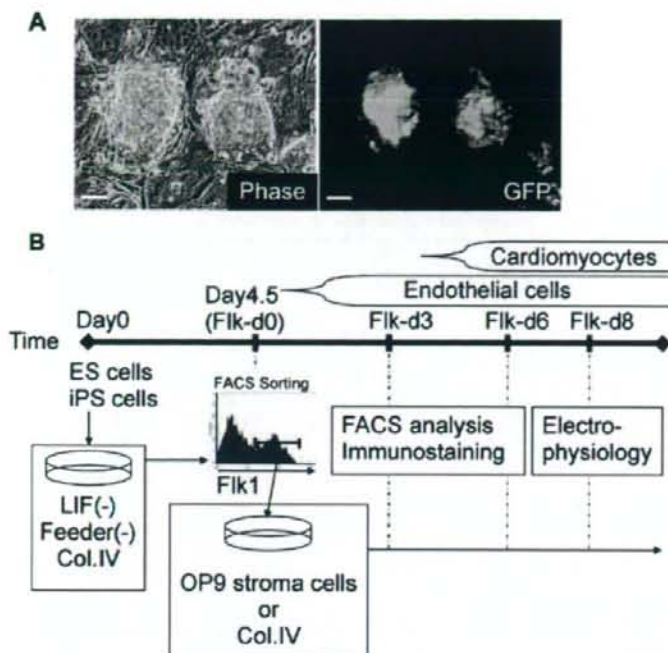 A
Phase
GFP
B
Cardiomyocytes
Endothelial cells
Day4.5
(Flk-d0)
Day0
Flk-d3
Flk-d6
Flk-d8
Time
ES cells
iPS cells
FACS Sorting
Flk1
FACS analysis
Immunostaining
Electro-
physiology
LIF(-)
Feeder(-)
Col.IV
OP9 stroma cells
or
Col.IV